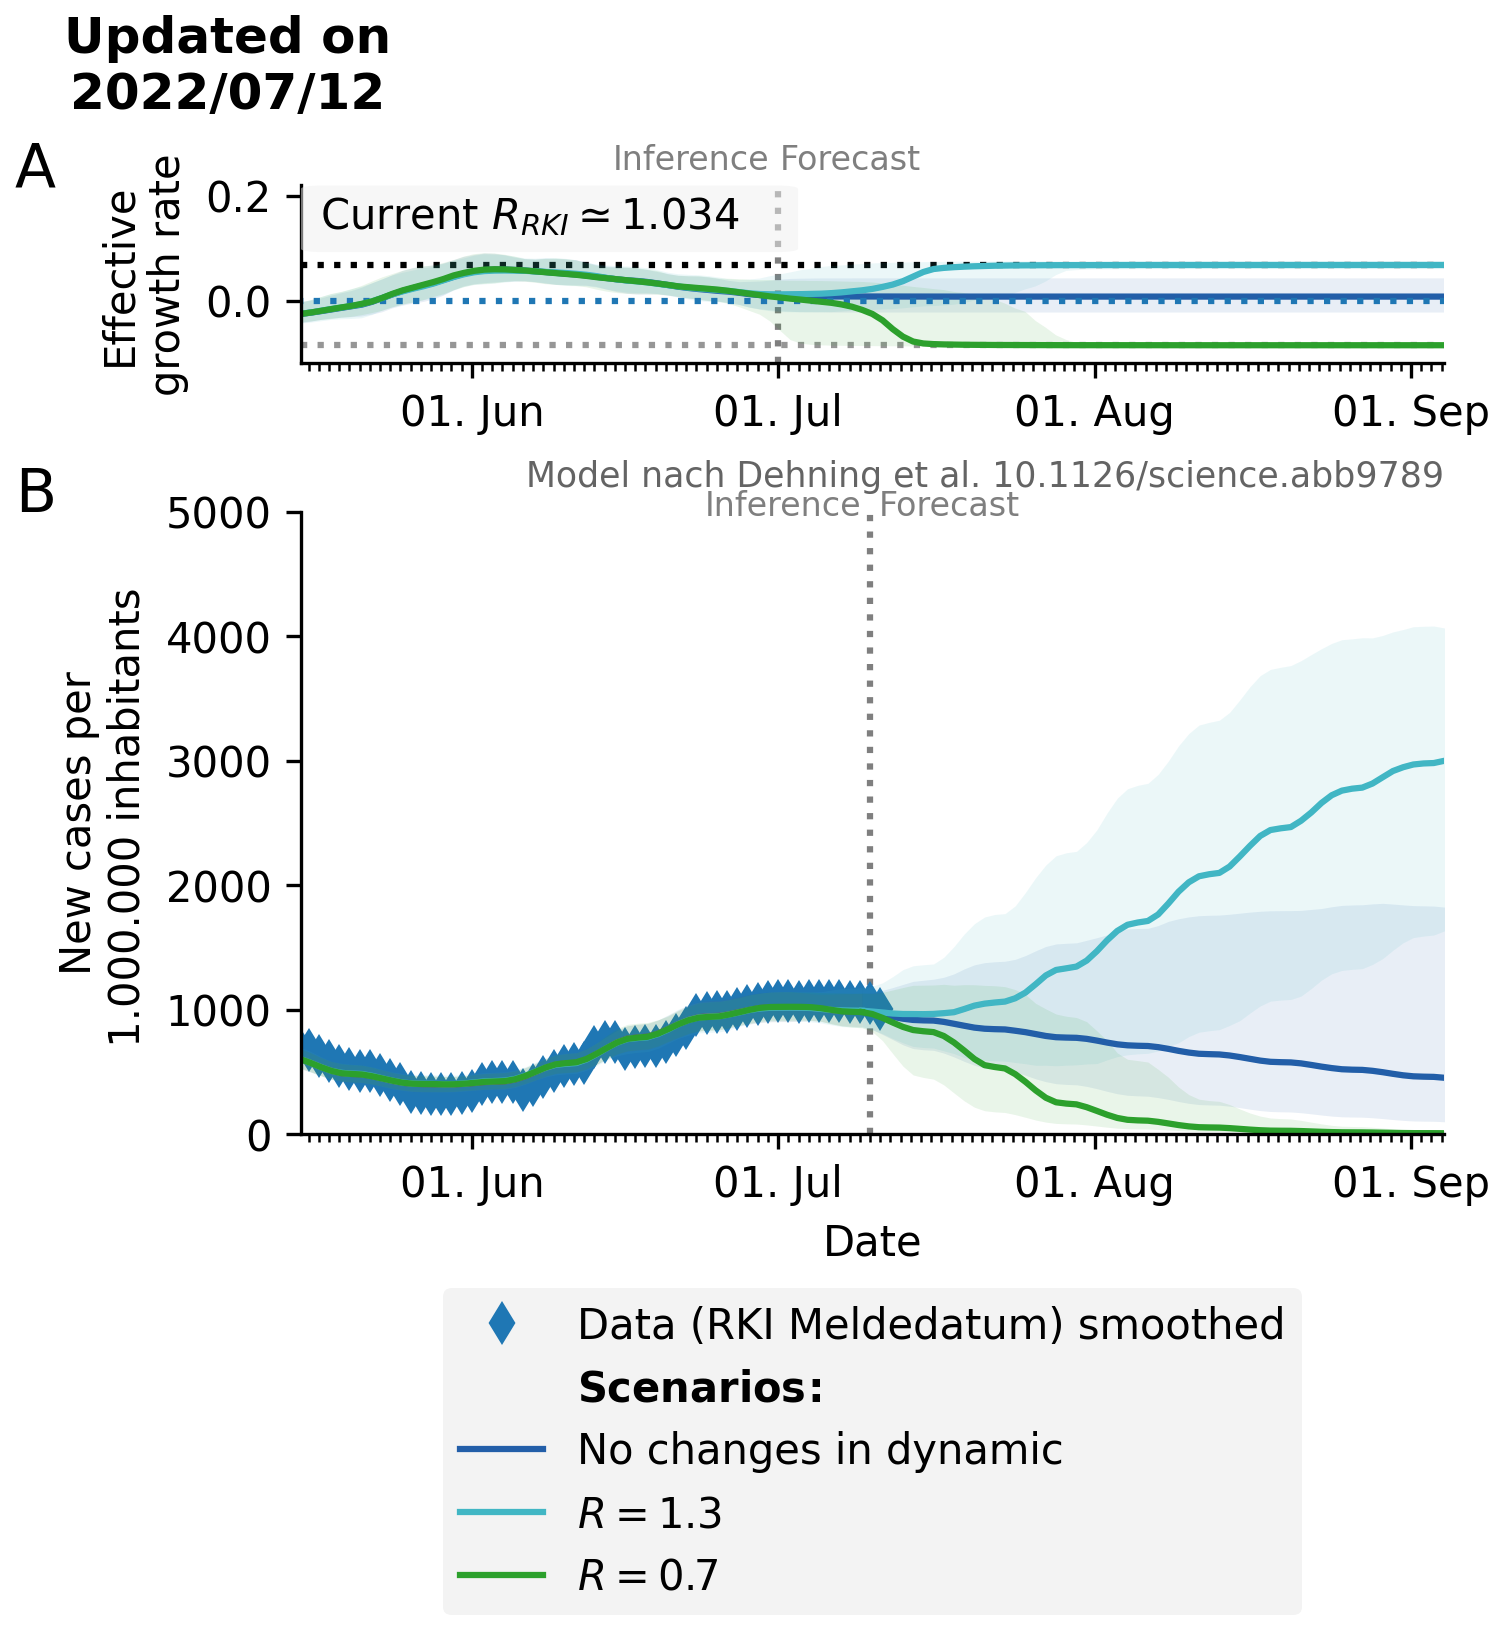 Updated on
2022/07/12
A
Inference Forecast
Effective
growth rate
0.2
0.0
Current R_RKI ≃ 1.034
01. Jun
01. Jul
01. Aug
01. Sep
B
Model nach Dehning et al. 10.1126/science.abb9789
Inference Forecast
New cases per
1.000.000 inhabitants
5000
4000
3000
2000
1000
0
01. Jun
01. Jul
01. Aug
01. Sep
Date
Data (RKI Meldedatum) smoothed
Scenarios:
No changes in dynamic
R = 1.3
R = 0.7